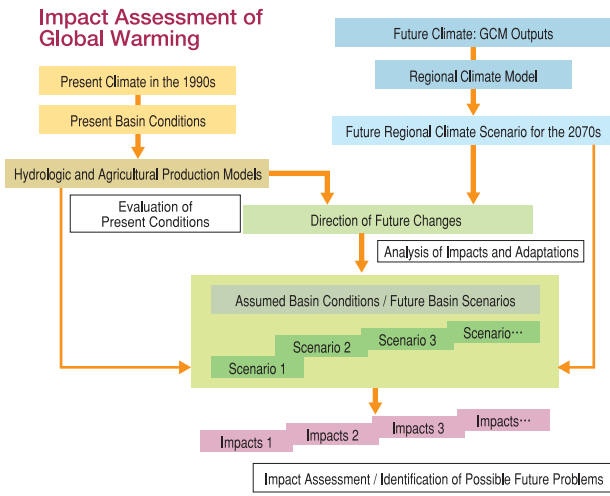 Impact Assessment of
Global Warming
Future Climate: GCM Outputs
Present Climate in the 1990s
Regional Climate Model
Present Basin Conditions
Future Regional Climate Scenario for the 2070s
Hydrologic and Agricultural Production Models
Evaluation of
Present Conditions
Direction of Future Changes
Analysis of Impacts and Adaptations
Assumed Basin Conditions / Future Basin Scenarios
Scenario 1
Scenario 2
Scenario 3
Scenario⋯
Impacts 1
Impacts 2
Impacts 3
Impacts⋯
Impact Assessment / Identification of Possible Future Problems